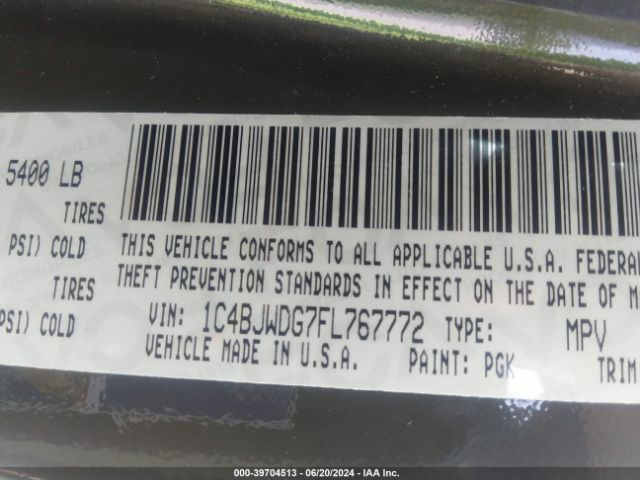 5400 LB
TIRES
PSI) COLD
THIS VEHICLE CONFORMS TO ALL APPLICABLE U.S.A. FEDERAL
TIRES
THEFT PREVENTION STANDARDS IN EFFECT ON THE DATE OF M
PSI) COLD
VIN: 1C4BJWDG7FL767772 TYPE: MPV
VEHICLE MADE IN U.S.A. PAINT: PGK TRIM
000-39704513 - 06/20/2024 - IAA Inc.